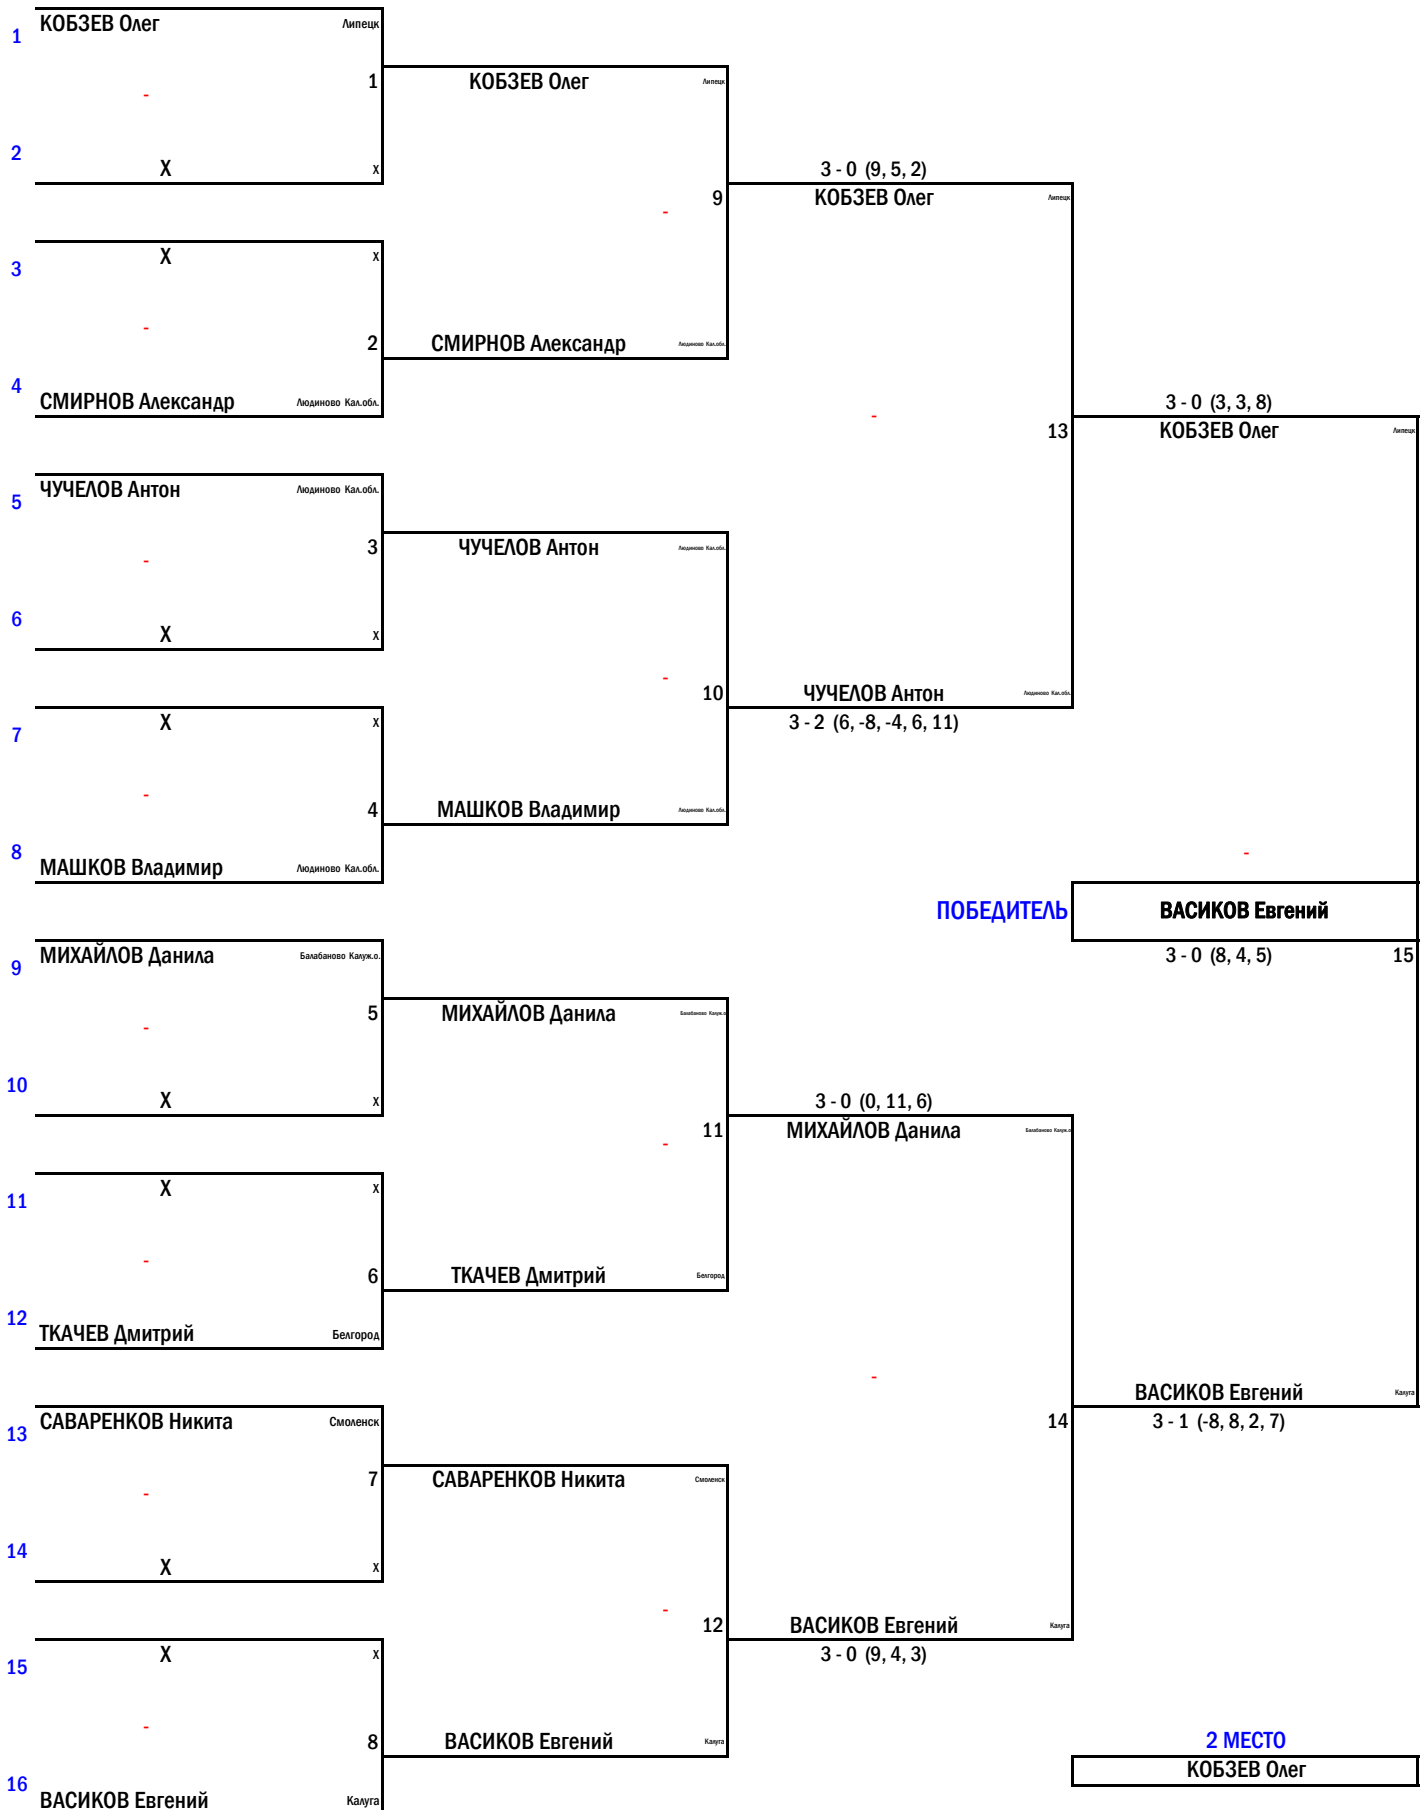 1 КОБЗЕВ Олег Липецк
1 КОБЗЕВ Олег Липецк
-
2 X X
3 - 0 (9, 5, 2)
9 КОБЗЕВ Олег Липецк
-
3 X X
-
2 СМИРНОВ Александр Людиново Кал.обл.
4 СМИРНОВ Александр Людиново Кал.обл.
3 - 0 (3, 3, 8)
-
13 КОБЗЕВ Олег Липецк
5 ЧУЧЕЛОВ Антон Людиново Кал.обл.
3 ЧУЧЕЛОВ Антон Людиново Кал.обл.
-
6 X X
-
10 ЧУЧЕЛОВ Антон Людиново Кал.обл.
7 X X
3 - 2 (6, -8, -4, 6, 11)
-
4 МАШКОВ Владимир Людиново Кал.обл.
8 МАШКОВ Владимир Людиново Кал.обл.
-
ПОБЕДИТЕЛЬ ВАСИКОВ Евгений
9 МИХАЙЛОВ Данила Балабаново Калуж.о.
3 - 0 (8, 4, 5) 15
5 МИХАЙЛОВ Данила Балабаново Калуж.о
-
10 X X
3 - 0 (0, 11, 6)
11 МИХАЙЛОВ Данила Балабаново Калуж.о
-
11 X X
-
6 ТКАЧЕВ Дмитрий Белгород
12 ТКАЧЕВ Дмитрий Белгород
-
ВАСИКОВ Евгений Калуга
13 САВАРЕНКОВ Никита Смоленск
14 3 - 1 (-8, 8, 2, 7)
7 САВАРЕНКОВ Никита Смоленск
-
14 X X
-
12 ВАСИКОВ Евгений Калуга
15 X X
3 - 0 (9, 4, 3)
-
8 ВАСИКОВ Евгений Калуга
2 МЕСТО
КОБЗЕВ Олег
16 ВАСИКОВ Евгений Калуга